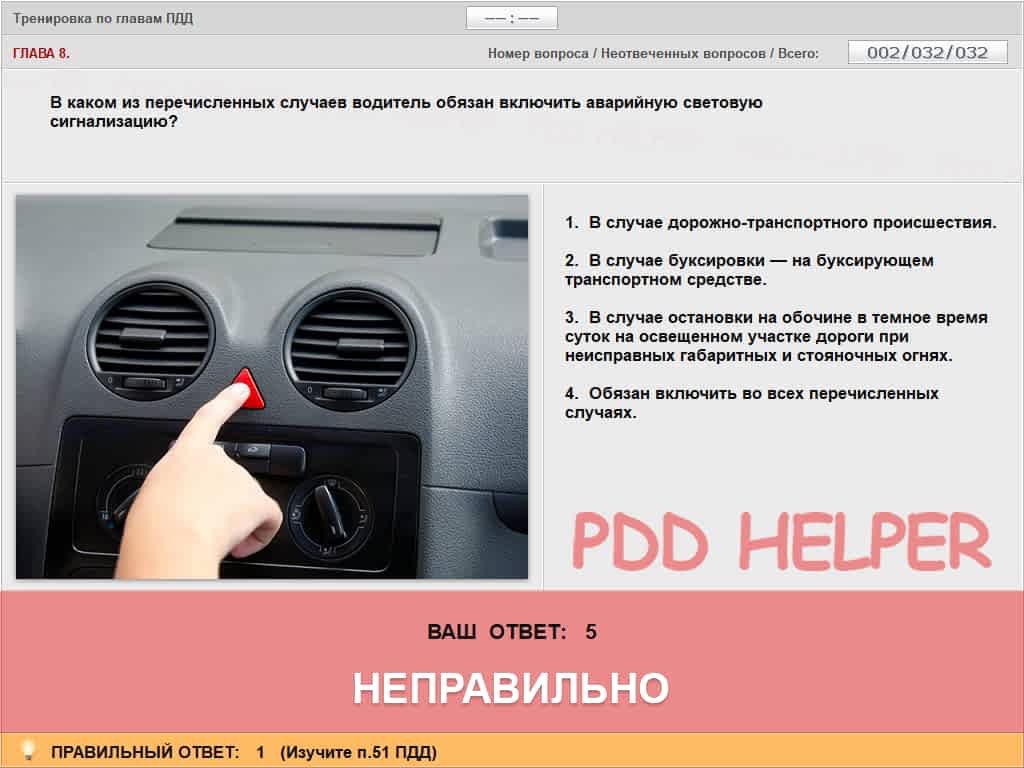 Тренировка по главам ПДД
–– : ––
ГЛАВА 8.
Номер вопроса / Неотвеченных вопросов / Всего: 002/032/032
В каком из перечисленных случаев водитель обязан включить аварийную световую
сигнализацию?
1. В случае дорожно-транспортного происшествия.
2. В случае буксировки — на буксирующем
транспортном средстве.
3. В случае остановки на обочине в темное время
суток на освещенном участке дороги при
неисправных габаритных и стояночных огнях.
4. Обязан включить во всех перечисленных
случаях.
PDD HELPER
ВАШ ОТВЕТ: 5
НЕПРАВИЛЬНО
ПРАВИЛЬНЫЙ ОТВЕТ: 1 (Изучите п.51 ПДД)